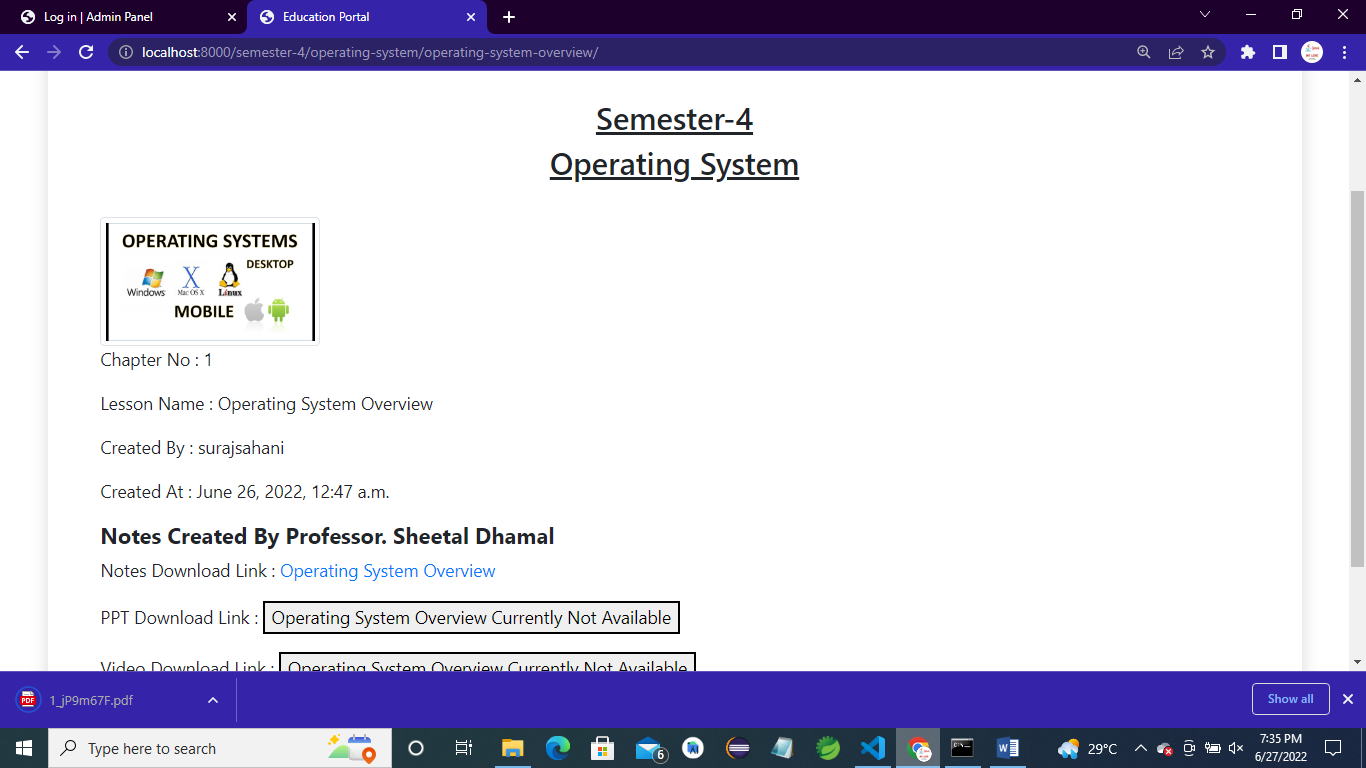 Log in | Admin Panel
Education Portal
localhost:8000/semester-4/operating-system/operating-system-overview/
Semester-4
Operating System
OPERATING SYSTEMS
DESKTOP
Windows
Mac OS X
Linux
MOBILE
Chapter No : 1
Lesson Name : Operating System Overview
Created By : surajsahani
Created At : June 26, 2022, 12:47 a.m.
Notes Created By Professor. Sheetal Dhamal
Notes Download Link : Operating System Overview
PPT Download Link : Operating System Overview Currently Not Available
Video Download Link : Operating System Overview Currently Not Available
PDF
1_jP9m67F.pdf
Show all
Type here to search
6
29°C
7:35 PM
6/27/2022